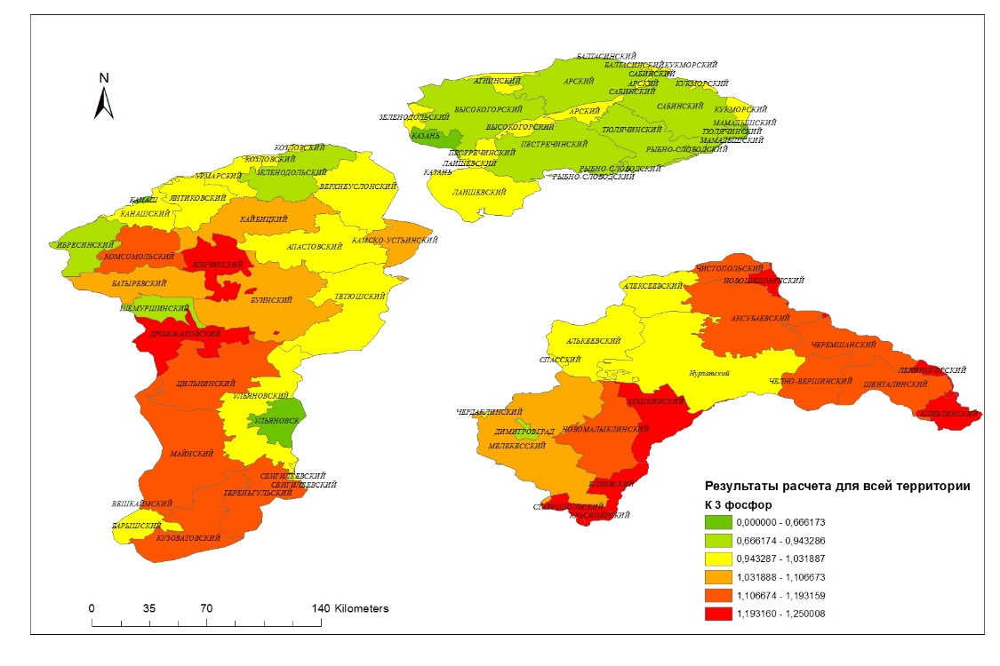 N
БАЛТАСИНСКИЙ
БАЛТАСИНСКИЙ КУКМОРСКИЙ
САБИНСКИЙ
АТНИНСКИЙ
АРСКИЙ
АРСКИЙ
КУКМОРСКИЙ
САБИНСКИЙ
ВЫСОКОГОРСКИЙ
АРСКИЙ
САБИНСКИЙ
КУКМОРСКИЙ
ЗЕЛЕНОДОЛЬСКИЙ
МАМАДЫШСКИЙ
ВЫСОКОГОРСКИЙ
ТЮЛЯЧИНСКИЙ
ТЮЛЯЧИНСКИЙ
КАЗАНЬ
МАМАДЫШСКИЙ
ПЕСТРЕЧИНСКИЙ
РЫБНО-СЛОБОДСКИЙ
ПЕСТРЕЧИНСКИЙ
ЛАИШЕВСКИЙ
РЫБНО-СЛОБОДСКИЙ
КАЗАНЬ
РЫБНО-СЛОБОДСКИЙ
ЛАИШЕВСКИЙ
КОЗЛОВСКИЙ
КОЗЛОВСКИЙ
УРМАРСКИЙ
ЗЕЛЕНОДОЛЬСКИЙ
ВЕРХНЕУСЛОНСКИЙ
КАНАШ
ЯНТИКОВСКИЙ
КАНАШСКИЙ
КАЙБИЦКИЙ
ИБРЕСИНСКИЙ
АПАСТОВСКИЙ
КАМСКО-УСТЬИНСКИЙ
КОМСОМОЛЬСКИЙ
ЯЛЬЧИКСКИЙ
БАТЫРЕВСКИЙ
БУИНСКИЙ
ТЕТЮШСКИЙ
ШЕМУРШИНСКИЙ
ДРОЖЖАНОВСКИЙ
ЦИЛЬНИНСКИЙ
УЛЬЯНОВСКИЙ
УЛЬЯНОВСК
МАЙНСКИЙ
СЕНГИЛЕЕВСКИЙ
СЕНГИЛЕЕВСКИЙ
ТЕРЕНЬГУЛЬСКИЙ
ВЕШКАЙМСКИЙ
БАРЫШСКИЙ
КУЗОВАТОВСКИЙ
ЧИСТОПОЛЬСКИЙ
НОВОШЕШМИНСКИЙ
АЛЕКСЕЕВСКИЙ
АКСУБАЕВСКИЙ
АЛЬКЕЕВСКИЙ
ЧЕРЕМШАНСКИЙ
СПАССКИЙ
Нурлатский
ЛЕНИНОГОРСКИЙ
ЧЕЛНО-ВЕРШИНСКИЙ
ШЕНТАЛИНСКИЙ
КОШКИНСКИЙ
ЧЕРДАКЛИНСКИЙ
КЛЯВЛИНСКИЙ
ДИМИТРОВГРАД
НОВОМАЛЫКЛИНСКИЙ
МЕЛЕКЕССКИЙ
ЕЛХОВСКИЙ
СТАВРОПОЛЬСКИЙ
КРАСНОЯРСКИЙ
Результаты расчета для всей территории
К 3 фосфор
0,000000 - 0,666173
0,666174 - 0,943286
0,943287 - 1,031887
1,031888 - 1,106673
1,106674 - 1,193159
1,193160 - 1,250008
0 35 70 140 Kilometers